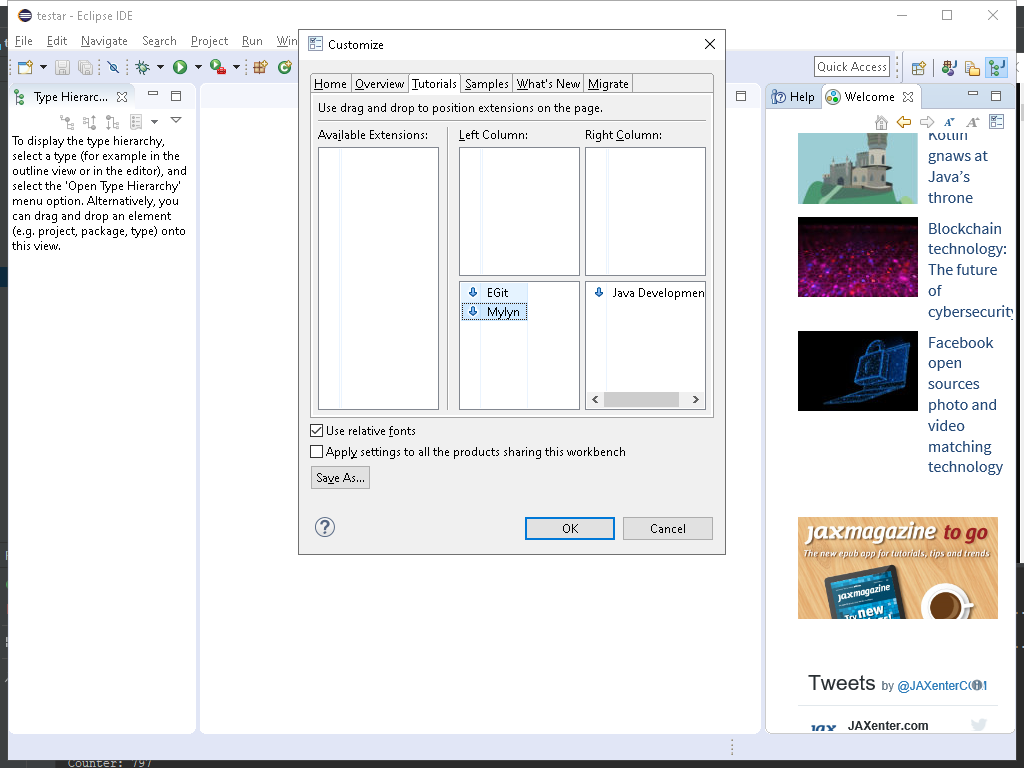 testar - Eclipse IDE
File Edit Navigate Search Project Run Win
Quick Access
Type Hierarc...
To display the type hierarchy,
select a type (for example in the
outline view or in the editor), and
select the 'Open Type Hierarchy'
menu option. Alternatively, you
can drag and drop an element
(e.g. project, package, type) onto
this view.
Customize
Home Overview Tutorials Samples What's New Migrate
Use drag and drop to position extensions on the page.
Available Extensions: Left Column: Right Column:
EGit
Mylyn
Java Developmen
Use relative fonts
Apply settings to all the products sharing this workbench
Save As...
OK Cancel
Help Welcome
Kotlin
gnaws at
Java's
throne
Blockchain
technology:
The future
of
cybersecurity
Facebook
open
sources
photo and
video
matching
technology
jaxmagazine to go
The new epub app for tutorials, tips and trends
jaxmagazine
Try new
Tweets by @JAXenterCOM
jax JAXenter.com
Counter: 797